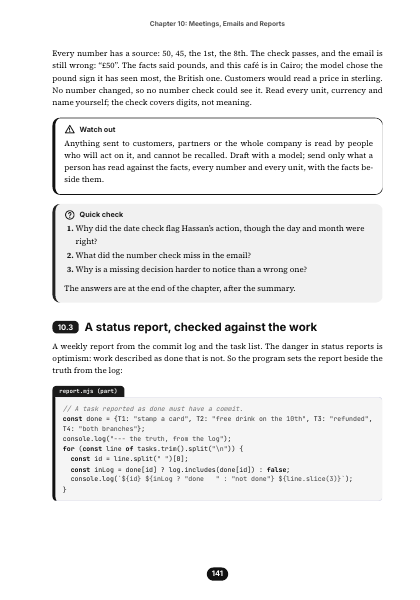 Chapter 10: Meetings, Emails and Reports
Every number has a source: 50, 45, the 1st, the 8th. The check passes, and the email is
still wrong: "£50". The facts said pounds, and this café is in Cairo; the model chose the
pound sign it has seen most, the British one. Customers would read a price in sterling.
No number changed, so no number check could see it. Read every unit, currency and
name yourself; the check covers digits, not meaning.
Watch out
Anything sent to customers, partners or the whole company is read by people
who will act on it, and cannot be recalled. Draft with a model; send only what a
person has read against the facts, every number and every unit, with the facts be-
side them.
Quick check
1. Why did the date check flag Hassan's action, though the day and month were
right?
2. What did the number check miss in the email?
3. Why is a missing decision harder to notice than a wrong one?
The answers are at the end of the chapter, after the summary.
10.3 A status report, checked against the work
A weekly report from the commit log and the task list. The danger in status reports is
optimism: work described as done that is not. So the program sets the report beside the
truth from the log:
report.mjs (part)
// A task reported as done must have a commit.
const done = {T1: "stamp a card", T2: "free drink on the 10th", T3: "refunded",
T4: "both branches"};
console.log("--- the truth, from the log");
for (const line of tasks.trim().split("\n")) {
const id = line.split(" ")[0];
const inLog = done[id] ? log.includes(done[id]) : false;
console.log(`${id} ${inLog ? "done   " : "not done"} ${line.slice(3)}`);
}
141